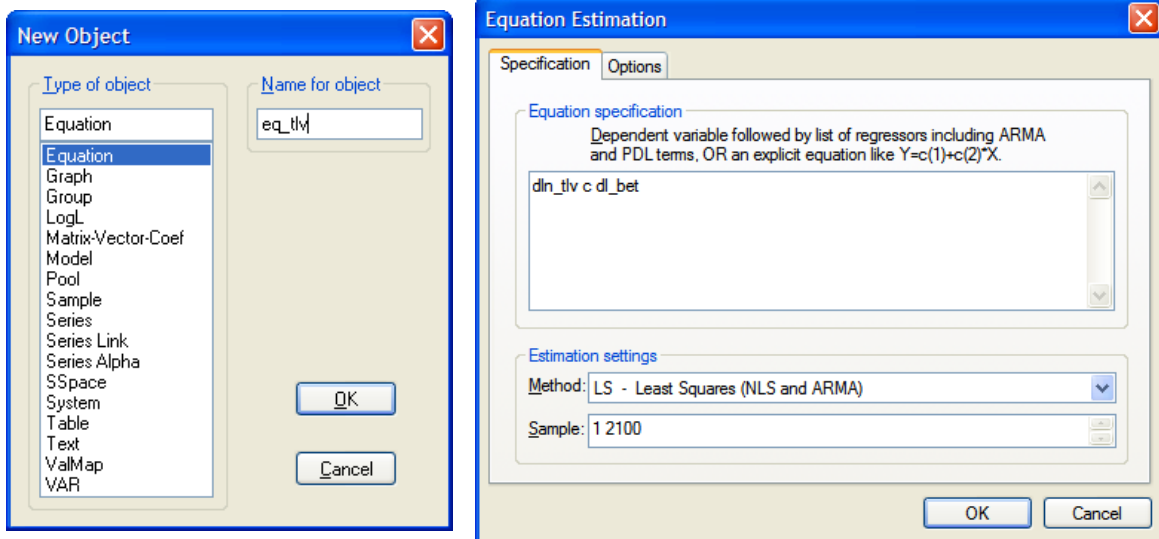 New Object
Type of object
Equation
Equation
Graph
Group
LogL
Matrix-Vector-Coef
Model
Pool
Sample
Series
Series Link
Series Alpha
SSpace
System
Table
Text
ValMap
VAR
Name for object
eq_tlv
OK
Cancel
Equation Estimation
Specification
Options
Equation specification
Dependent variable followed by list of regressors including ARMA
and PDL terms, OR an explicit equation like Y=c(1)+c(2)*X.
dln_tlv c dl_bet
Estimation settings
Method: LS - Least Squares (NLS and ARMA)
Sample: 1 2100
OK
Cancel